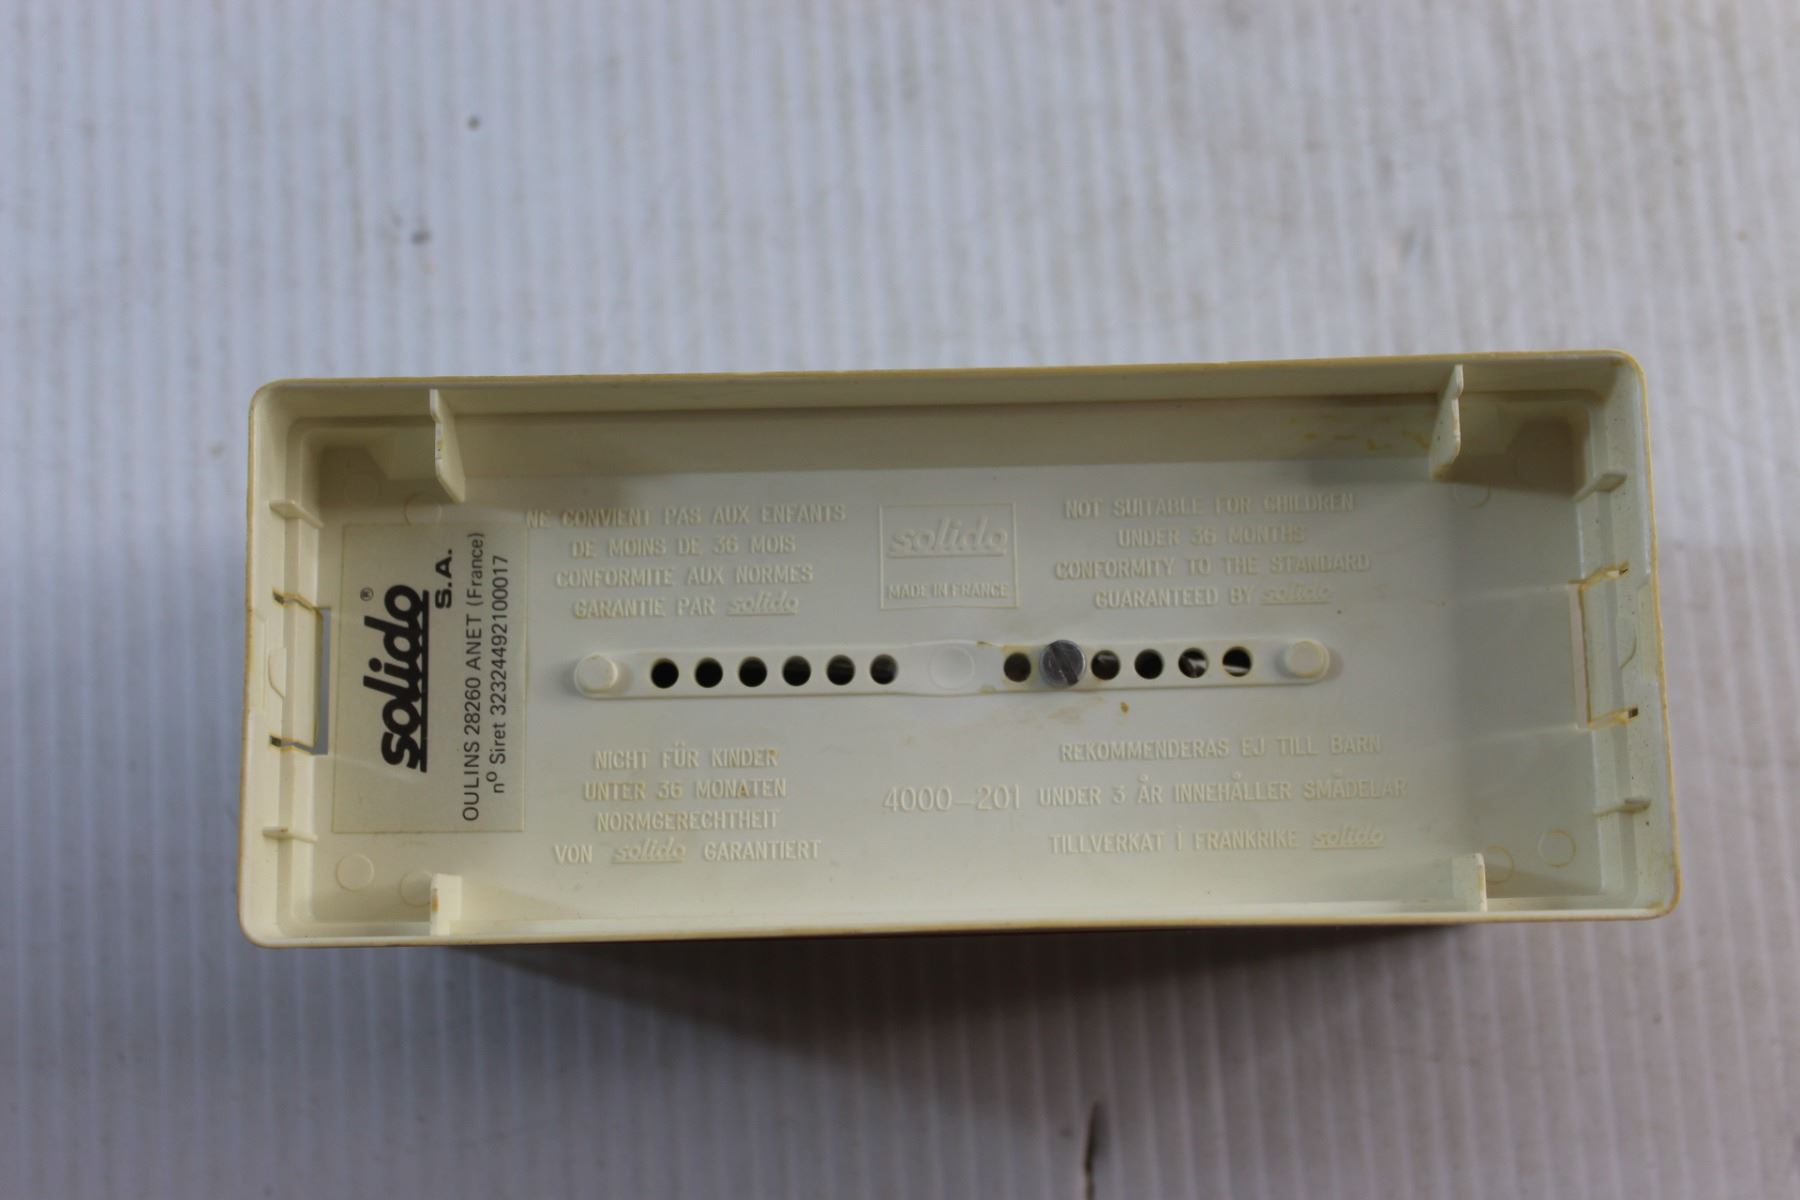 solido®
S.A.
OULINS 28260 ANET (France)
nº Siret 32324492100017
NE CONVIENT PAS AUX ENFANTS
DE MOINS DE 36 MOIS
CONFORMITE AUX NORMES
GARANTIE PAR solido
solido
MADE IN FRANCE
NOT SUITABLE FOR CHILDREN
UNDER 36 MONTHS
CONFORMITY TO THE STANDARD
GUARANTEED BY solido
NICHT FÜR KINDER
UNTER 36 MONATEN
NORMGERECHTHEIT
VON solido GARANTIERT
4000-201
REKOMMENDERAS EJ TILL BARN
UNDER 3 ÅR INNEHÅLLER SMÅDELAR
TILLVERKAT I FRANKRIKE solido